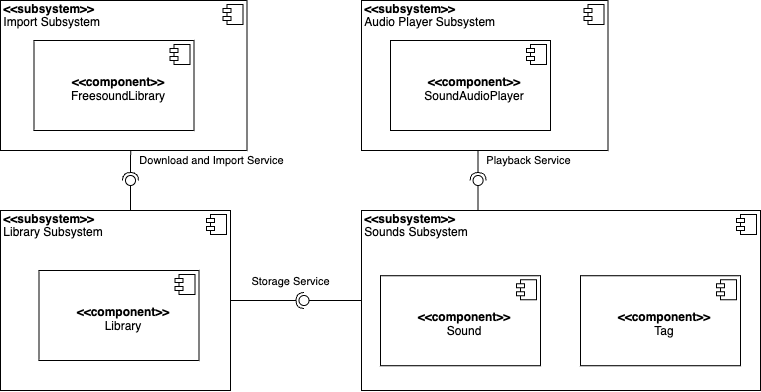 <<subsystem>>
Import Subsystem
<<component>>
FreesoundLibrary
<<subsystem>>
Audio Player Subsystem
<<component>>
SoundAudioPlayer
Download and Import Service
Playback Service
<<subsystem>>
Library Subsystem
<<component>>
Library
Storage Service
<<subsystem>>
Sounds Subsystem
<<component>>
Sound
<<component>>
Tag